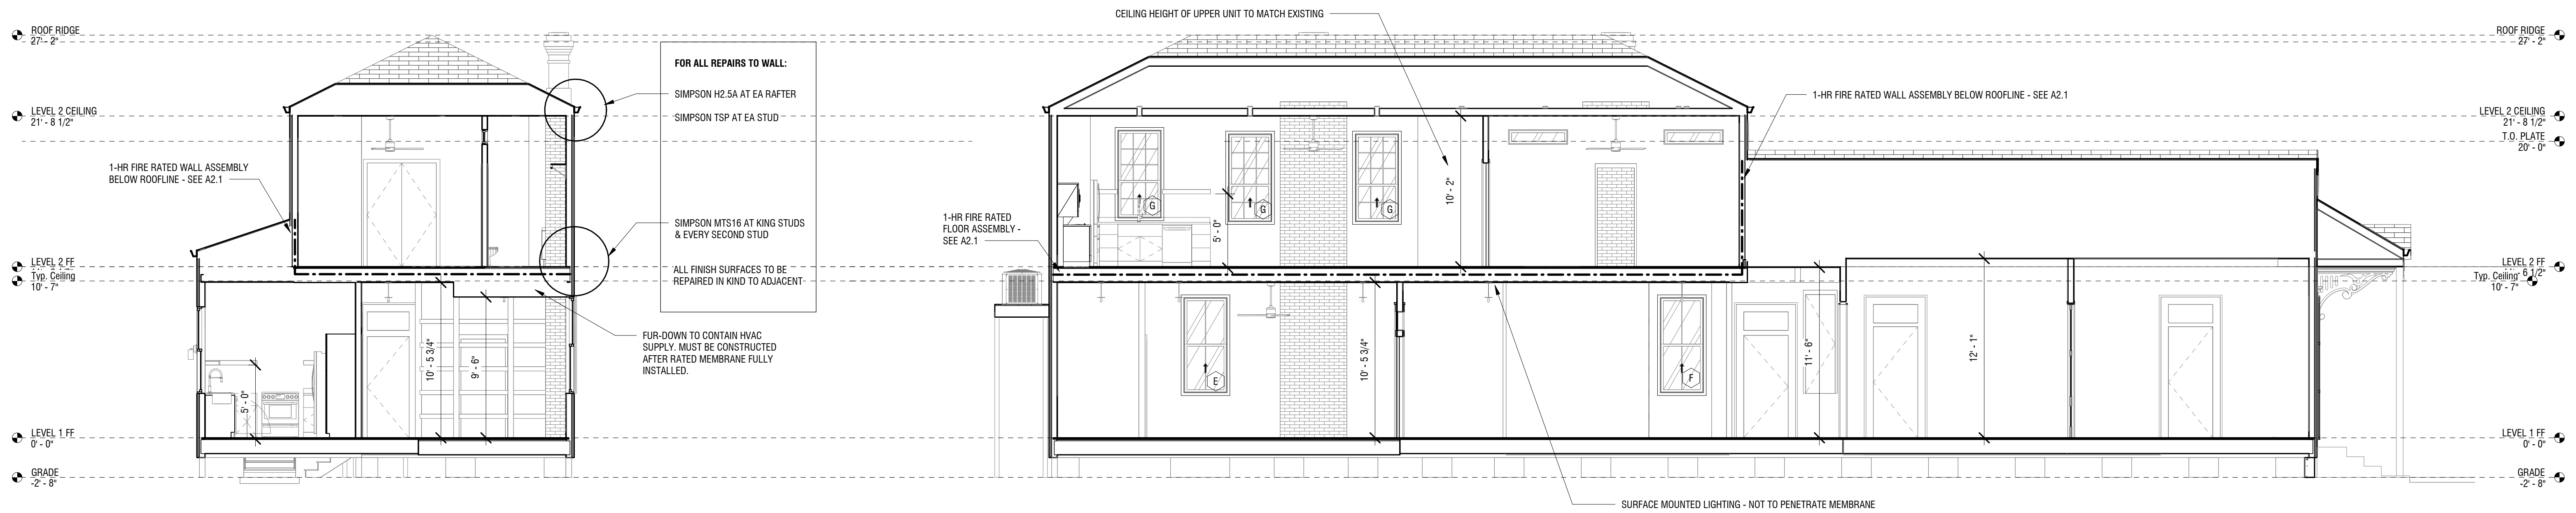 ROOF RIDGE
27' - 2"
LEVEL 2 CEILING
21' - 8 1/2"
1-HR FIRE RATED WALL ASSEMBLY
BELOW ROOFLINE - SEE A2.1
LEVEL 2 FF
Typ. Ceiling
10' - 7"
LEVEL 1 FF
0' - 0"
GRADE
-2' - 8"
5' - 0"
10' - 5 3/4"
9' - 6"
FOR ALL REPAIRS TO WALL:
SIMPSON H2.5A AT EA RAFTER
SIMPSON TSP AT EA STUD
SIMPSON MTS16 AT KING STUDS
& EVERY SECOND STUD
ALL FINISH SURFACES TO BE
REPAIRED IN KIND TO ADJACENT
FUR-DOWN TO CONTAIN HVAC
SUPPLY. MUST BE CONSTRUCTED
AFTER RATED MEMBRANE FULLY
INSTALLED.
CEILING HEIGHT OF UPPER UNIT TO MATCH EXISTING
1-HR FIRE RATED WALL ASSEMBLY BELOW ROOFLINE - SEE A2.1
1-HR FIRE RATED
FLOOR ASSEMBLY -
SEE A2.1
G
G
G
5' - 0"
10' - 2"
E
F
10' - 5 3/4"
11' - 6"
12' - 1"
SURFACE MOUNTED LIGHTING - NOT TO PENETRATE MEMBRANE
ROOF RIDGE
27' - 2"
LEVEL 2 CEILING
21' - 8 1/2"
T.O. PLATE
20' - 0"
LEVEL 2 FF
6 1/2"
Typ. Ceiling
10' - 7"
LEVEL 1 FF
0' - 0"
GRADE
-2' - 8"